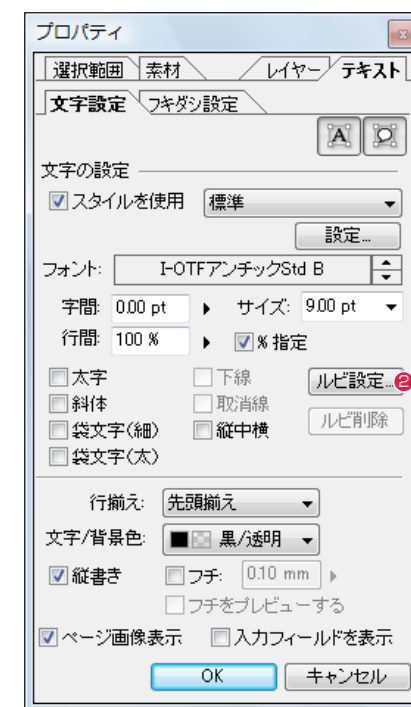 プロパティ
選択範囲 素材 レイヤー テキスト
文字設定 フキダシ設定
A
文字の設定
スタイルを使用 標準
設定...
フォント: I-OTFアンチックStd B
字間: 0.00 pt サイズ: 9.00 pt
行間: 100 % % 指定
太字 下線 ルビ設定... 2
斜体 取消線
袋文字(細) 縦中横 ルビ削除
袋文字(太)
行揃え: 先頭揃え
文字/背景色: 黒/透明
縦書き フチ: 0.10 mm
フチをプレビューする
ページ画像表示 入力フィールドを表示
OK キャンセル